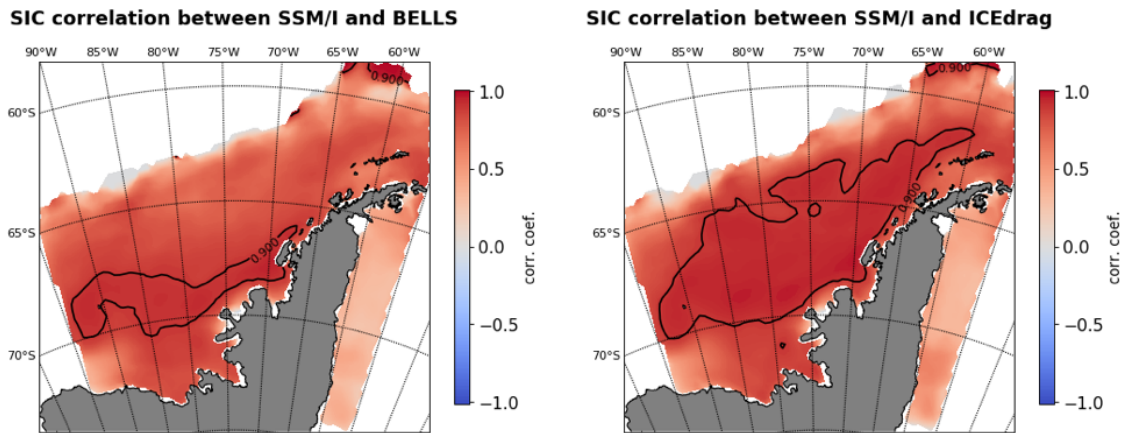 SIC correlation between SSM/I and BELLS
90°W 85°W 80°W 75°W 70°W 65°W 60°W
60°S
65°S
70°S
0.900
0.900
1.0
0.5
0.0
−0.5
−1.0
corr. coef.
SIC correlation between SSM/I and ICEdrag
90°W 85°W 80°W 75°W 70°W 65°W 60°W
60°S
65°S
70°S
0.900
0.900
1.0
0.5
0.0
−0.5
−1.0
corr. coef.